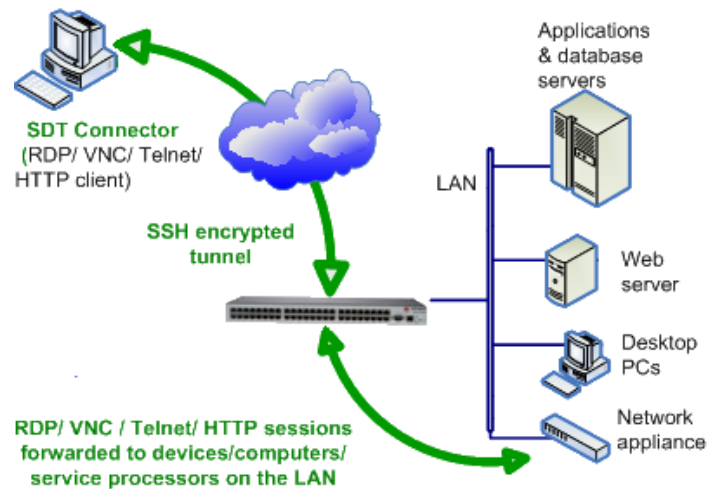 Applications
& database
servers
SDT Connector
(RDP/ VNC/ Telnet/
HTTP client)
LAN
SSH encrypted
tunnel
Web
server
Desktop
PCs
Network
appliance
RDP/ VNC / Telnet/ HTTP sessions
forwarded to devices/computers/
service processors on the LAN